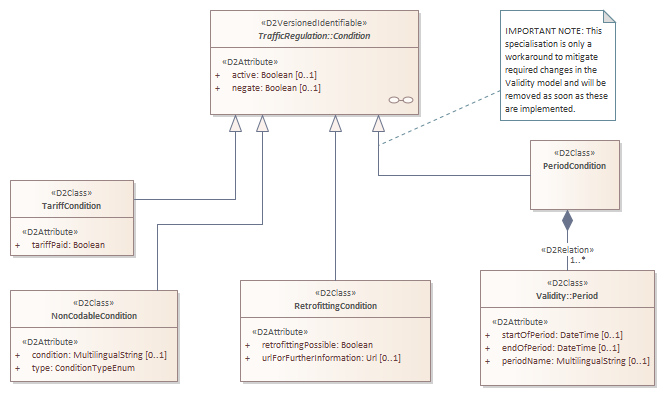 «D2VersionedIdentifiable»
TrafficRegulation::Condition
«D2Attribute»
+ active: Boolean [0..1]
+ negate: Boolean [0..1]
IMPORTANT NOTE: This
specialisation is only a
workaround to mitigate
required changes in the
Validity model and will be
removed as soon as these
are implemented.
«D2Class»
PeriodCondition
«D2Class»
TariffCondition
«D2Attribute»
+ tariffPaid: Boolean
«D2Relation»
1..*
«D2Class»
NonCodableCondition
«D2Attribute»
+ condition: MultilingualString [0..1]
+ type: ConditionTypeEnum
«D2Class»
RetrofittingCondition
«D2Attribute»
+ retrofittingPossible: Boolean
+ urlForFurtherInformation: Url [0..1]
«D2Class»
Validity::Period
«D2Attribute»
+ startOfPeriod: DateTime [0..1]
+ endOfPeriod: DateTime [0..1]
+ periodName: MultilingualString [0..1]